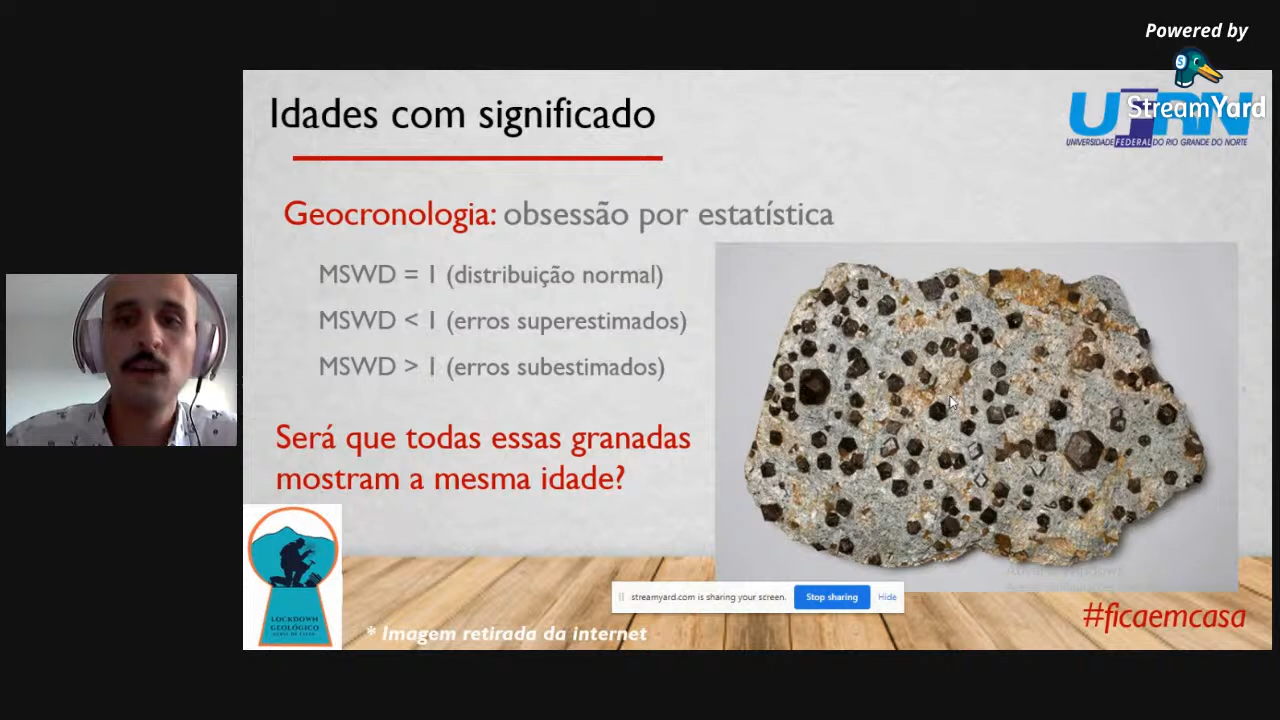 Powered by
StreamYard
Idades com significado
UFRN
UNIVERSIDADE FEDERAL DO RIO GRANDE DO NORTE
Geocronologia: obsessão por estatística
MSWD = 1 (distribuição normal)
MSWD < 1 (erros superestimados)
MSWD > 1 (erros subestimados)
Será que todas essas granadas
mostram a mesma idade?
LOCKDOWN
GEOLÓGICO
streamyard.com is sharing your screen.
Stop sharing
Hide
* Imagem retirada da internet
#ficaemcasa